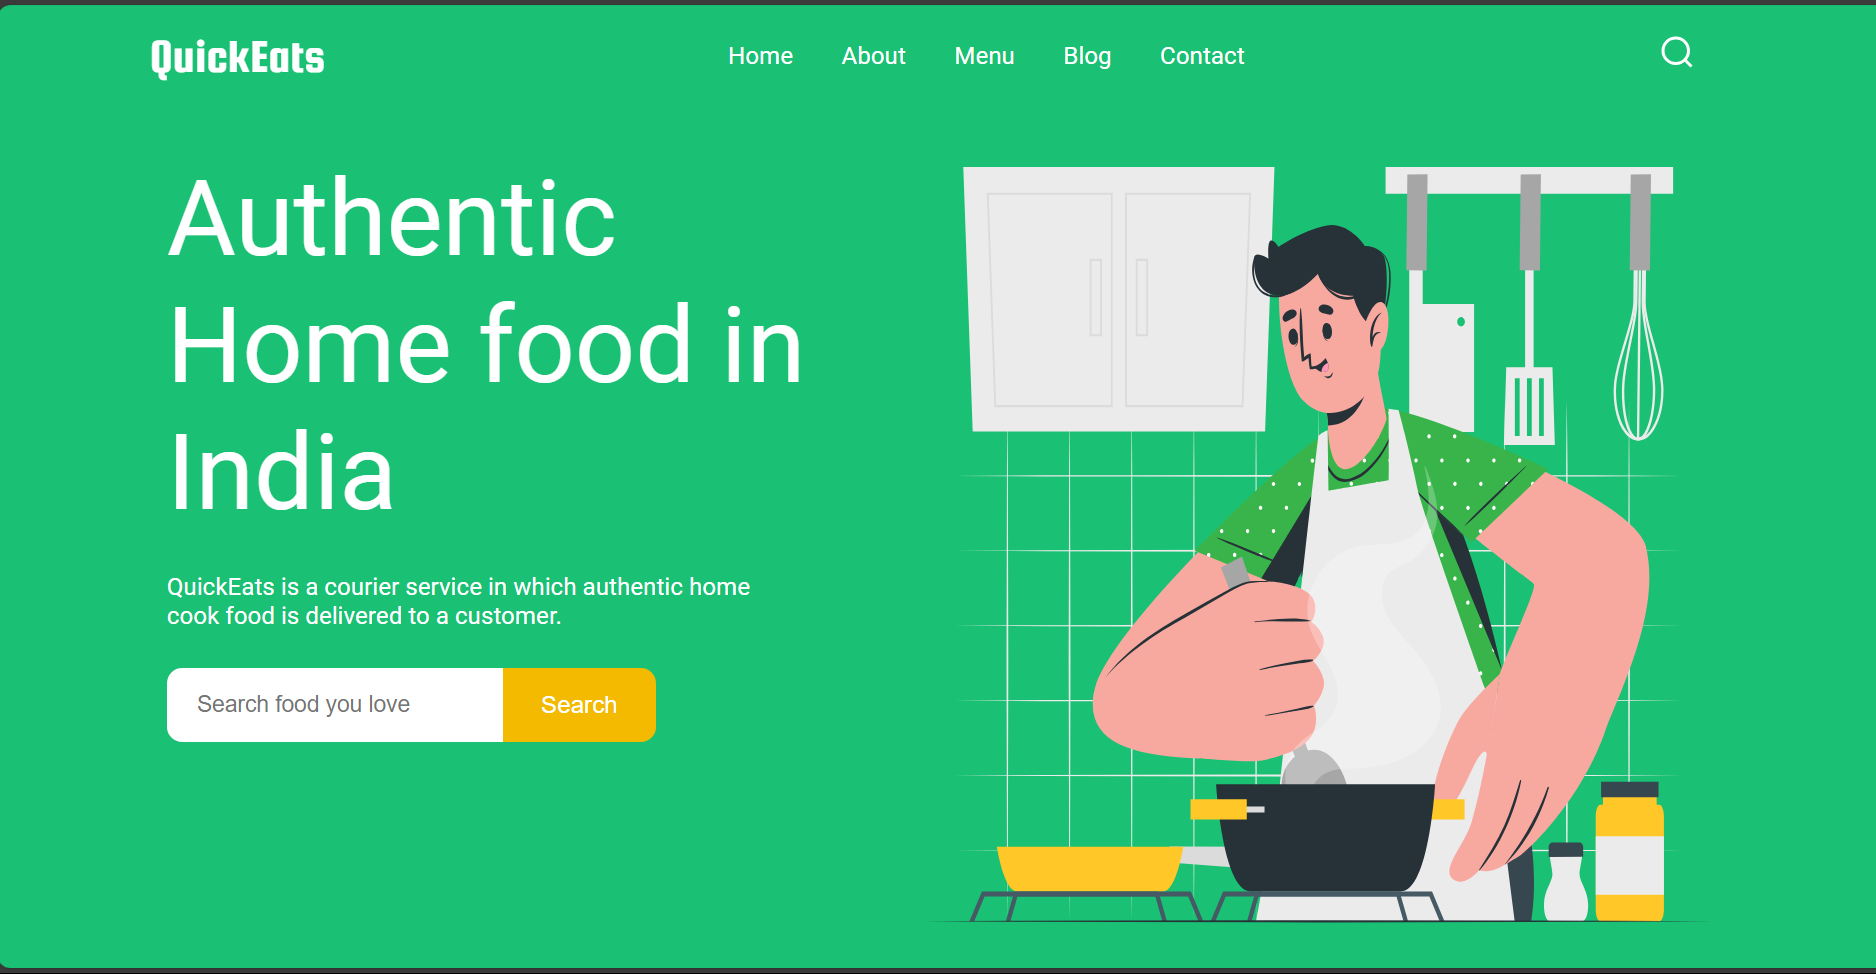 QuickEats
Home About Menu Blog Contact
Authentic
Home food in
India
QuickEats is a courier service in which authentic home
cook food is delivered to a customer.
Search food you love Search